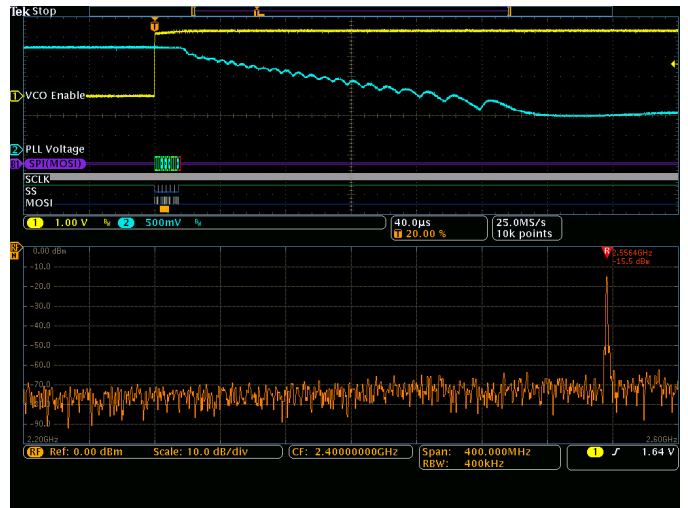 Tek Stop
T
1 VCO Enable
2 PLL Voltage
B1 SPI(MOSI)
SCLK
SS
MOSI
1 1.00 V 2 500mV 40.0µs 25.0MS/s
T 20.00 % 10k points
0.00 dBm
R 2.5564GHz
-15.5 dBm
-10.0
-20.0
-30.0
-40.0
-50.0
-60.0
-70.0
-90.0
2.20GHz 2.60GHz
RF Ref: 0.00 dBm Scale: 10.0 dB/div CF: 2.40000000GHz Span: 400.000MHz 1 1.64 V
RBW: 400kHz